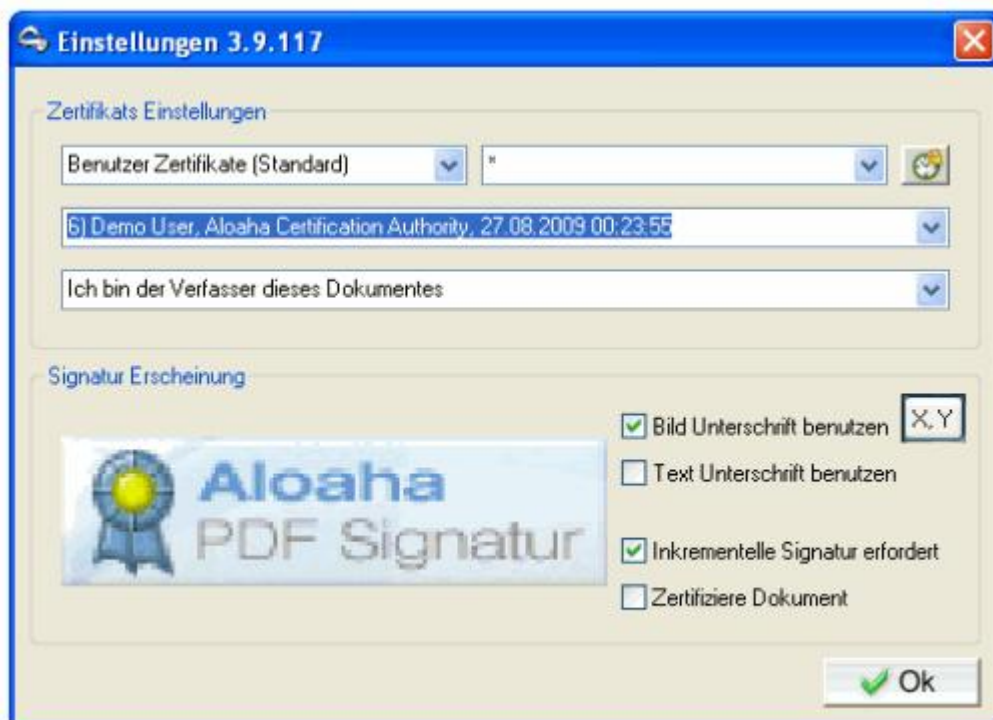 Einstellungen 3.9.117
Zertifikats Einstellungen
Benutzer Zertifikate (Standard)
*
6) Demo User, Aloaha Certification Authority, 27.08.2009 00:23:55
Ich bin der Verfasser dieses Dokumentes
Signatur Erscheinung
Aloaha
PDF Signatur
Bild Unterschrift benutzen
X,Y
Text Unterschrift benutzen
Inkrementelle Signatur erfordert
Zertifiziere Dokument
Ok